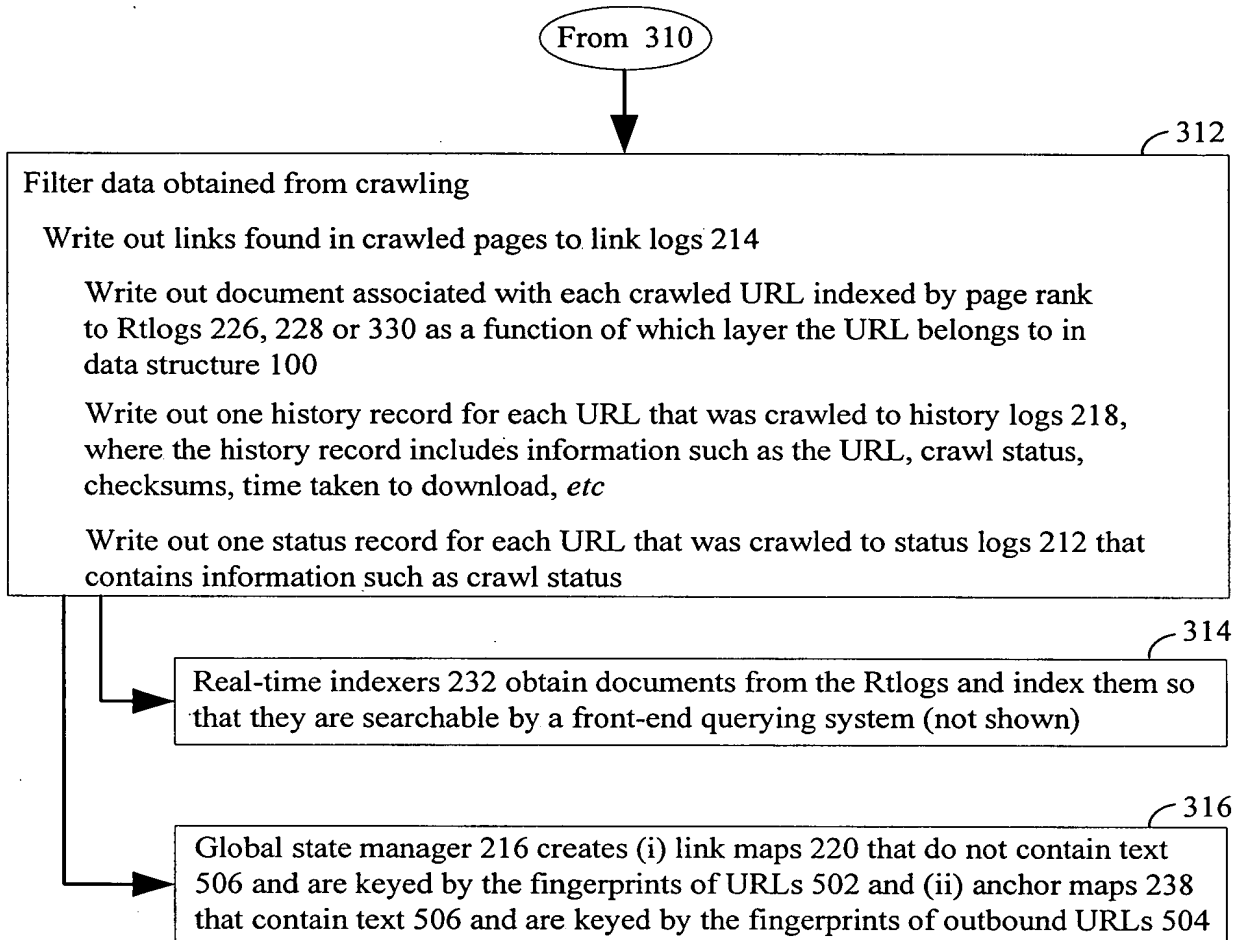 From 310
312
Filter data obtained from crawling
Write out links found in crawled pages to link logs 214
Write out document associated with each crawled URL indexed by page rank
to Rtlogs 226, 228 or 330 as a function of which layer the URL belongs to in
data structure 100
Write out one history record for each URL that was crawled to history logs 218,
where the history record includes information such as the URL, crawl status,
checksums, time taken to download, etc
Write out one status record for each URL that was crawled to status logs 212 that
contains information such as crawl status
314
Real-time indexers 232 obtain documents from the Rtlogs and index them so
that they are searchable by a front-end querying system (not shown)
316
Global state manager 216 creates (i) link maps 220 that do not contain text
506 and are keyed by the fingerprints of URLs 502 and (ii) anchor maps 238
that contain text 506 and are keyed by the fingerprints of outbound URLs 504